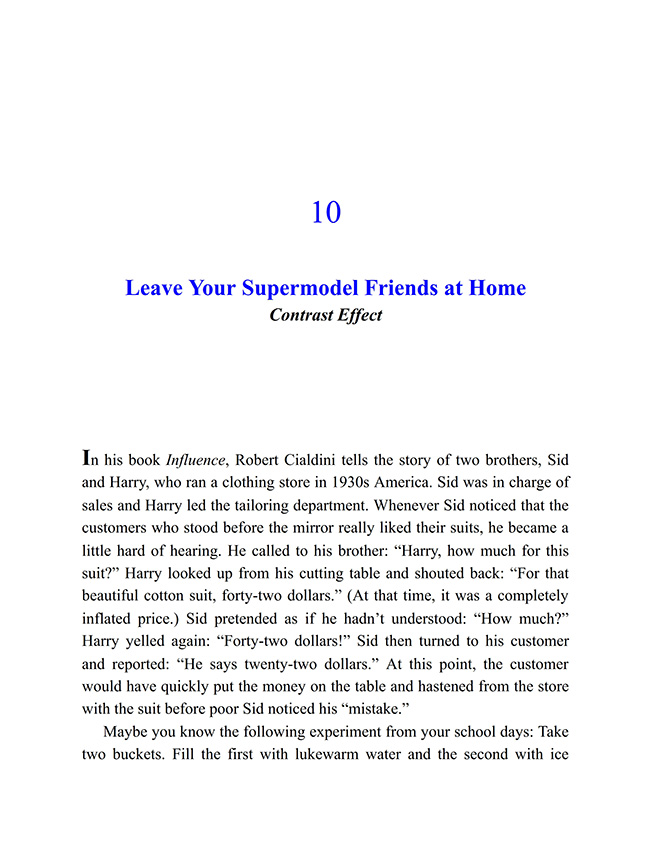 10
Leave Your Supermodel Friends at Home
Contrast Effect
In his book Influence, Robert Cialdini tells the story of two brothers, Sid
and Harry, who ran a clothing store in 1930s America. Sid was in charge of
sales and Harry led the tailoring department. Whenever Sid noticed that the
customers who stood before the mirror really liked their suits, he became a
little hard of hearing. He called to his brother: “Harry, how much for this
suit?” Harry looked up from his cutting table and shouted back: “For that
beautiful cotton suit, forty-two dollars.” (At that time, it was a completely
inflated price.) Sid pretended as if he hadn’t understood: “How much?”
Harry yelled again: “Forty-two dollars!” Sid then turned to his customer
and reported: “He says twenty-two dollars.” At this point, the customer
would have quickly put the money on the table and hastened from the store
with the suit before poor Sid noticed his “mistake.”
Maybe you know the following experiment from your school days: Take
two buckets. Fill the first with lukewarm water and the second with ice